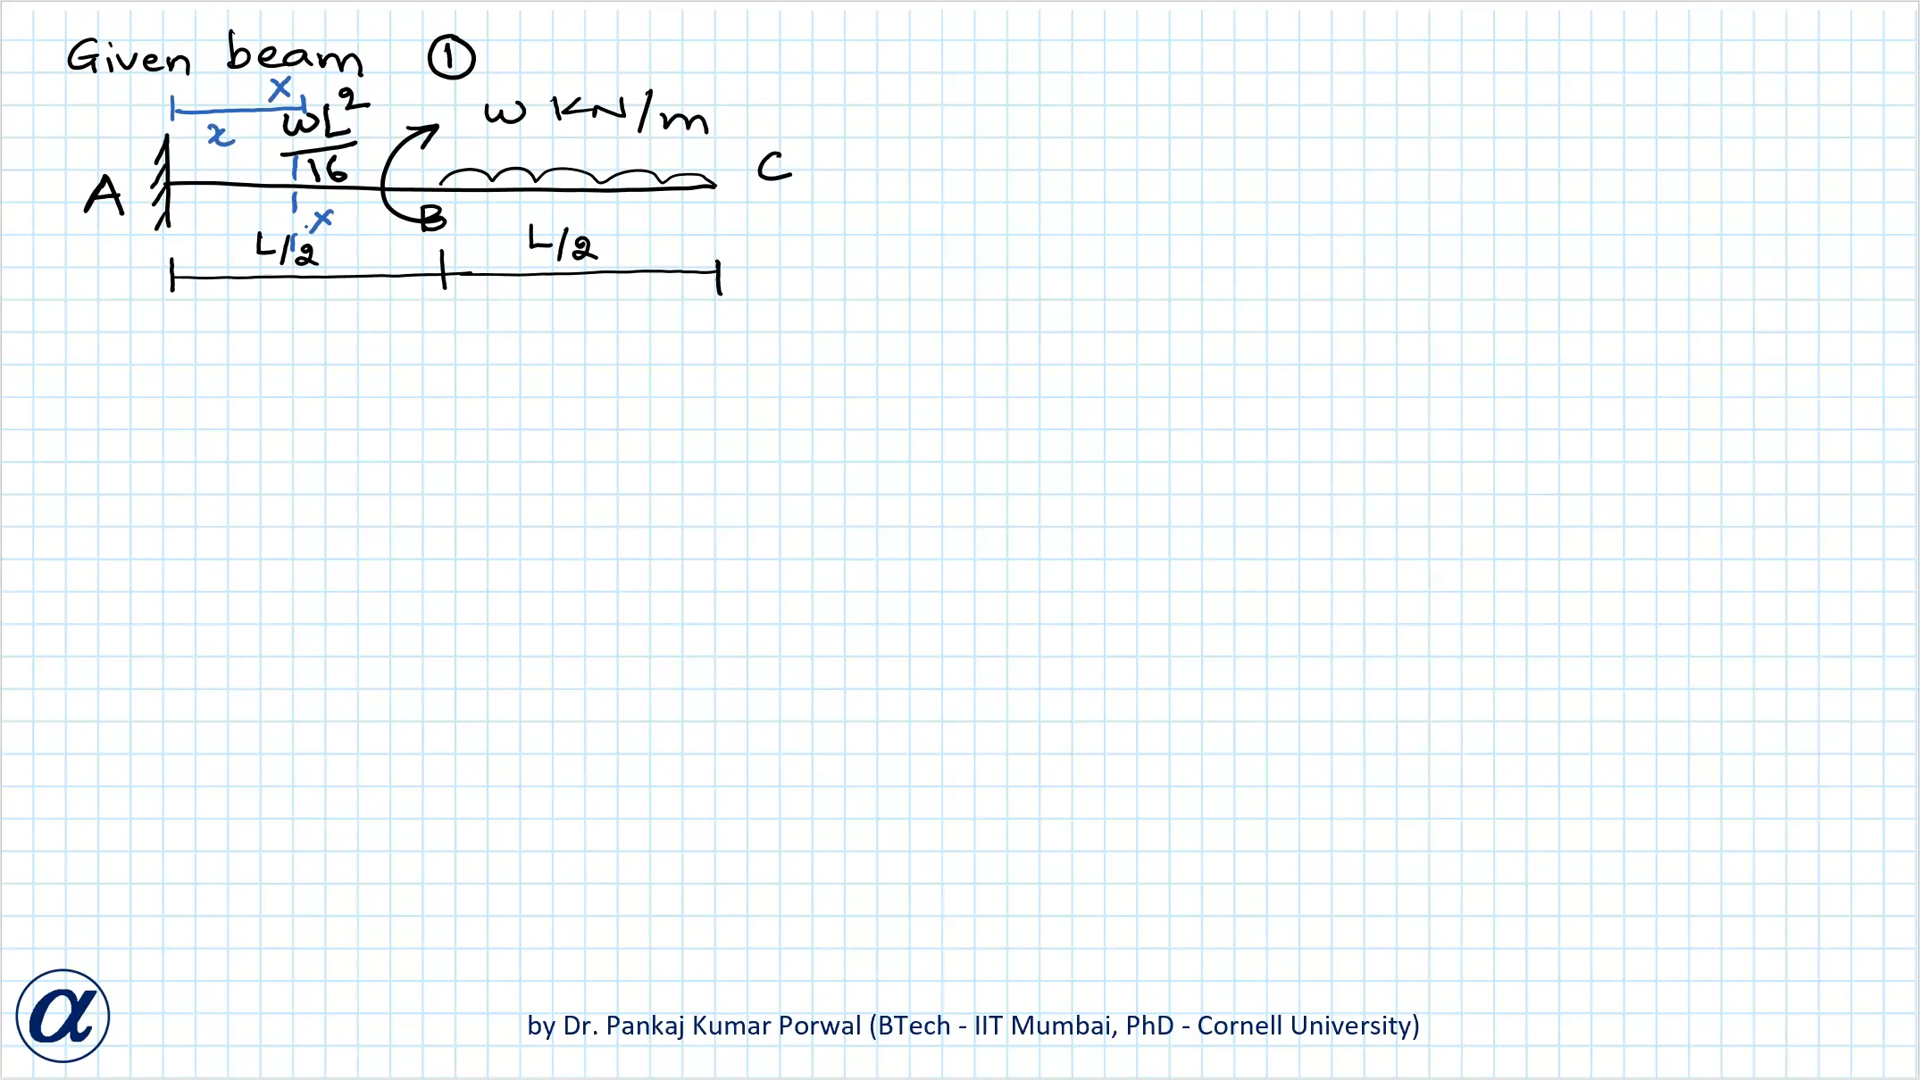 Given beam ①
x
x
wL²/16
w KN/m
A
B
C
x
L/2
L/2
α
by Dr. Pankaj Kumar Porwal (BTech - IIT Mumbai, PhD - Cornell University)